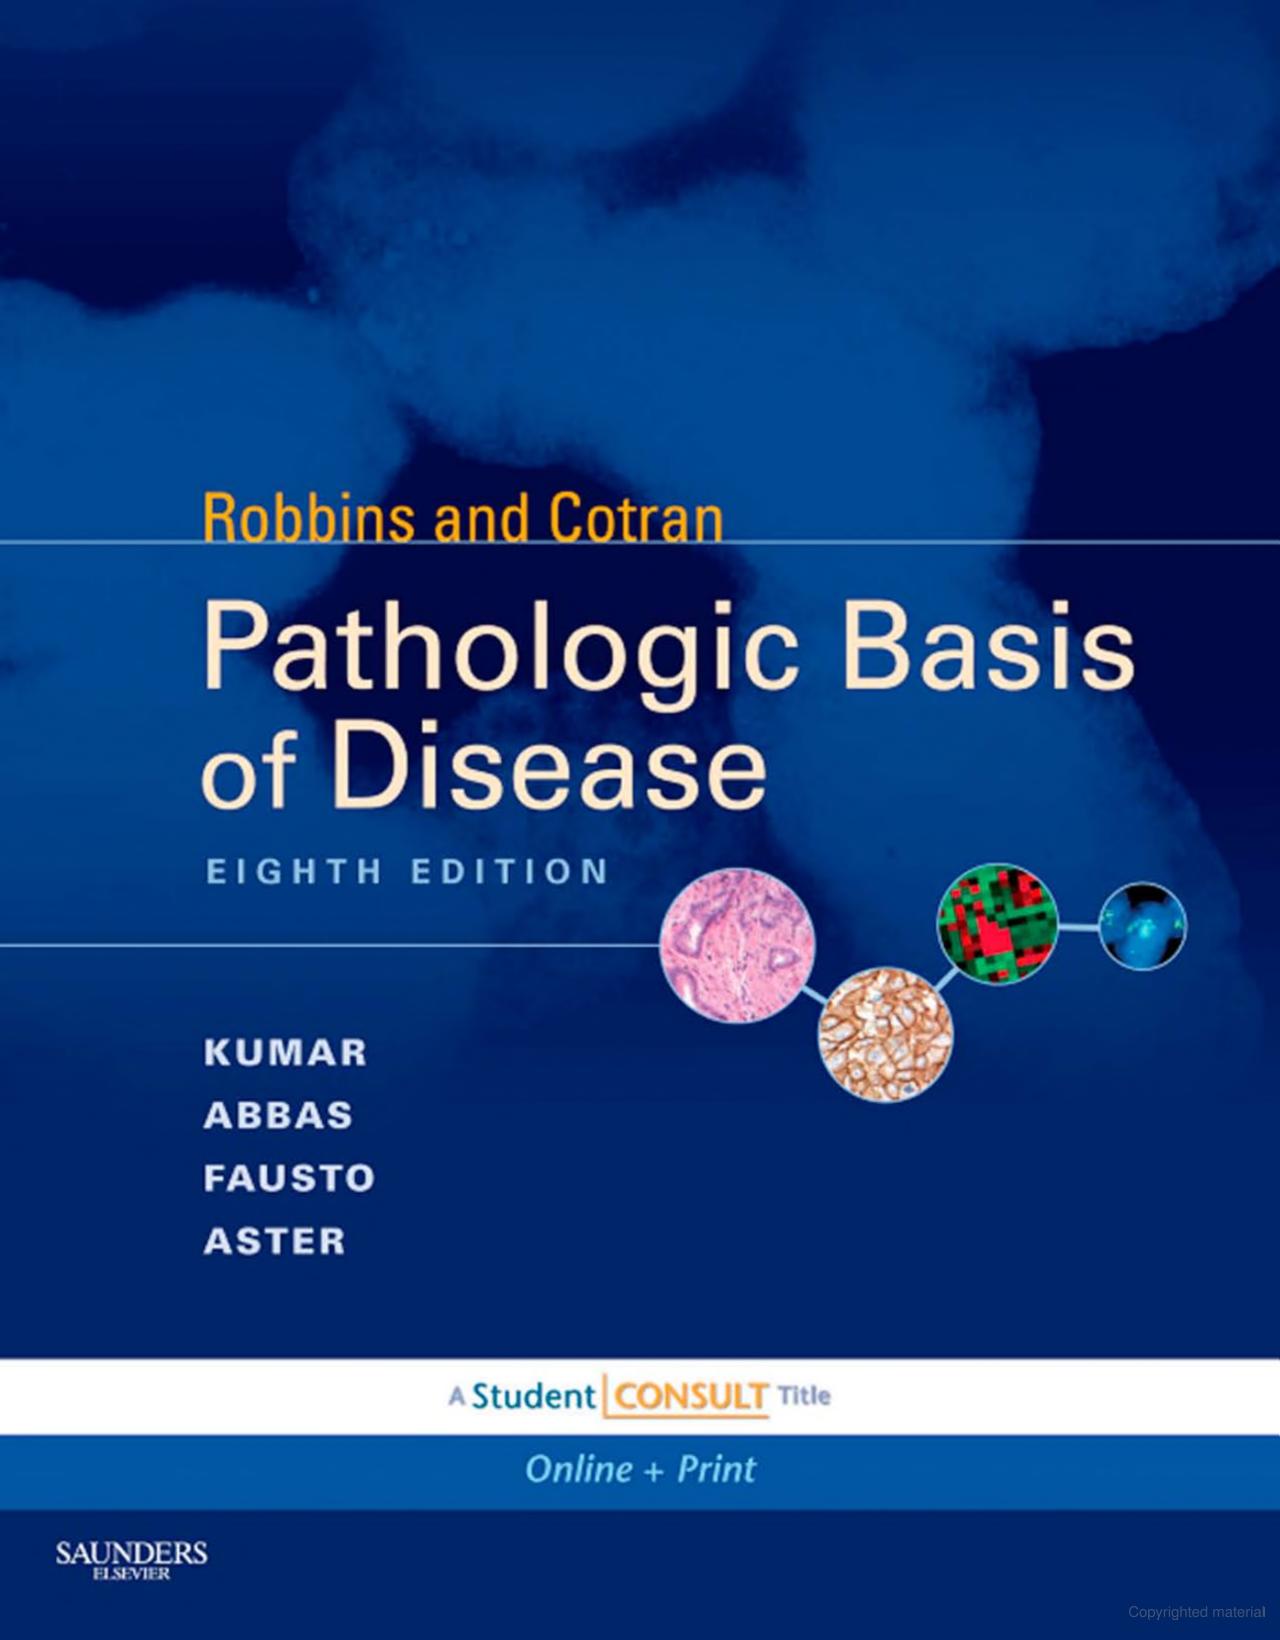 Robbins and Cotran
Pathologic Basis
of Disease
EIGHTH EDITION
KUMAR
ABBAS
FAUSTO
ASTER
A Student CONSULT Title
Online + Print
SAUNDERS
ELSEVIER
Copyrighted material